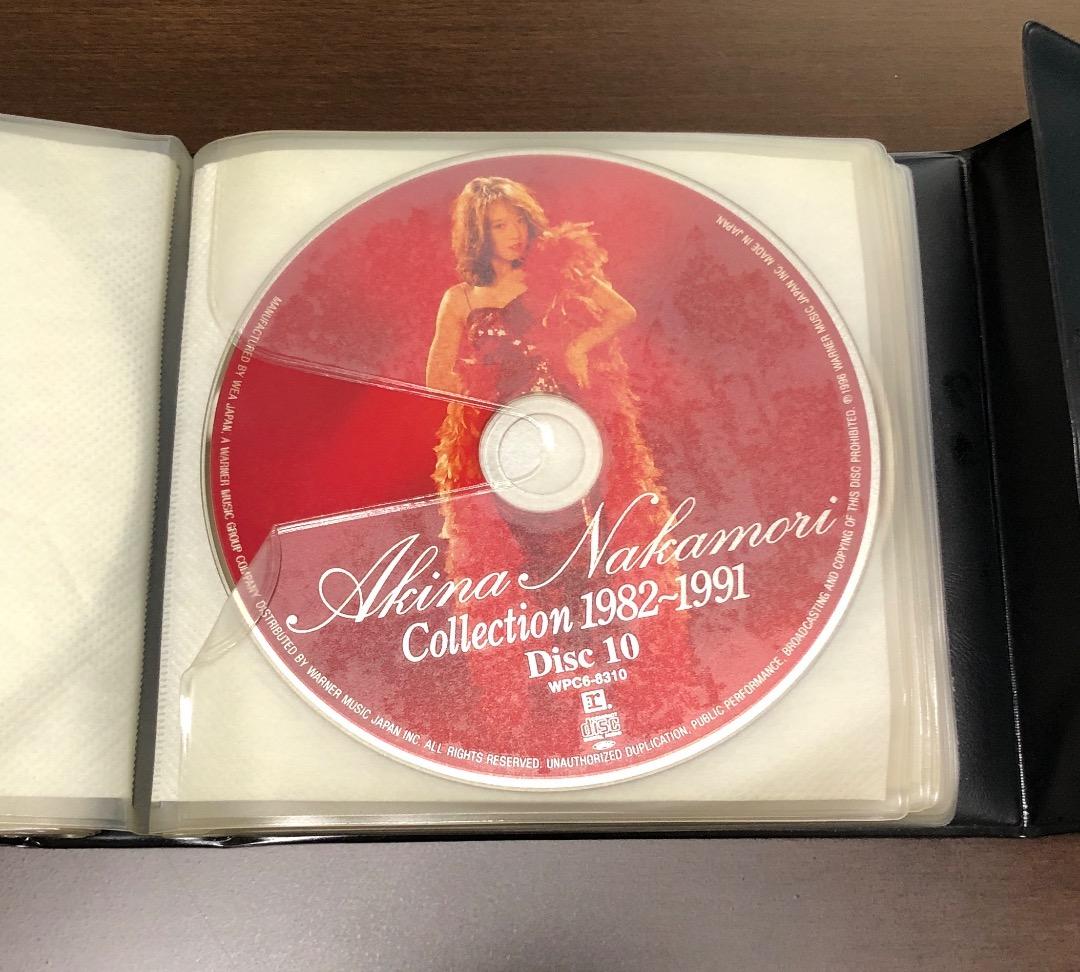 Akina Nakamori
Collection 1982~1991
Disc 10
WPC6-8310
r.
disc
MANUFACTURED BY WEA JAPAN, A WARNER MUSIC GROUP COMPANY. DISTRIBUTED BY WARNER MUSIC JAPAN INC. ALL RIGHTS RESERVED; UNAUTHORIZED DUPLICATION, PUBLIC PERFORMANCE, BROADCASTING AND COPYING OF THIS DISC PROHIBITED. ℗1996 WARNER MUSIC JAPAN INC. MADE IN JAPAN.